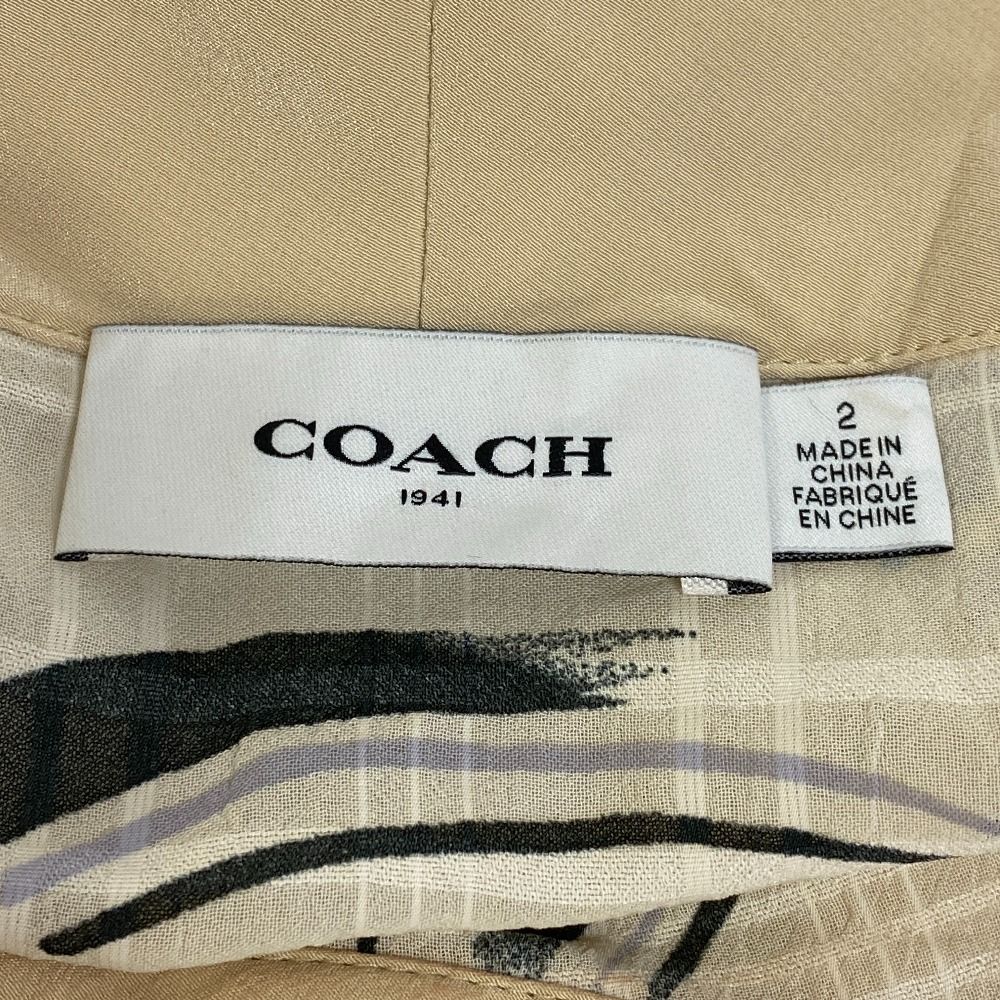 COACH
1941
2
MADE IN
CHINA
FABRIQUÉ
EN CHINE